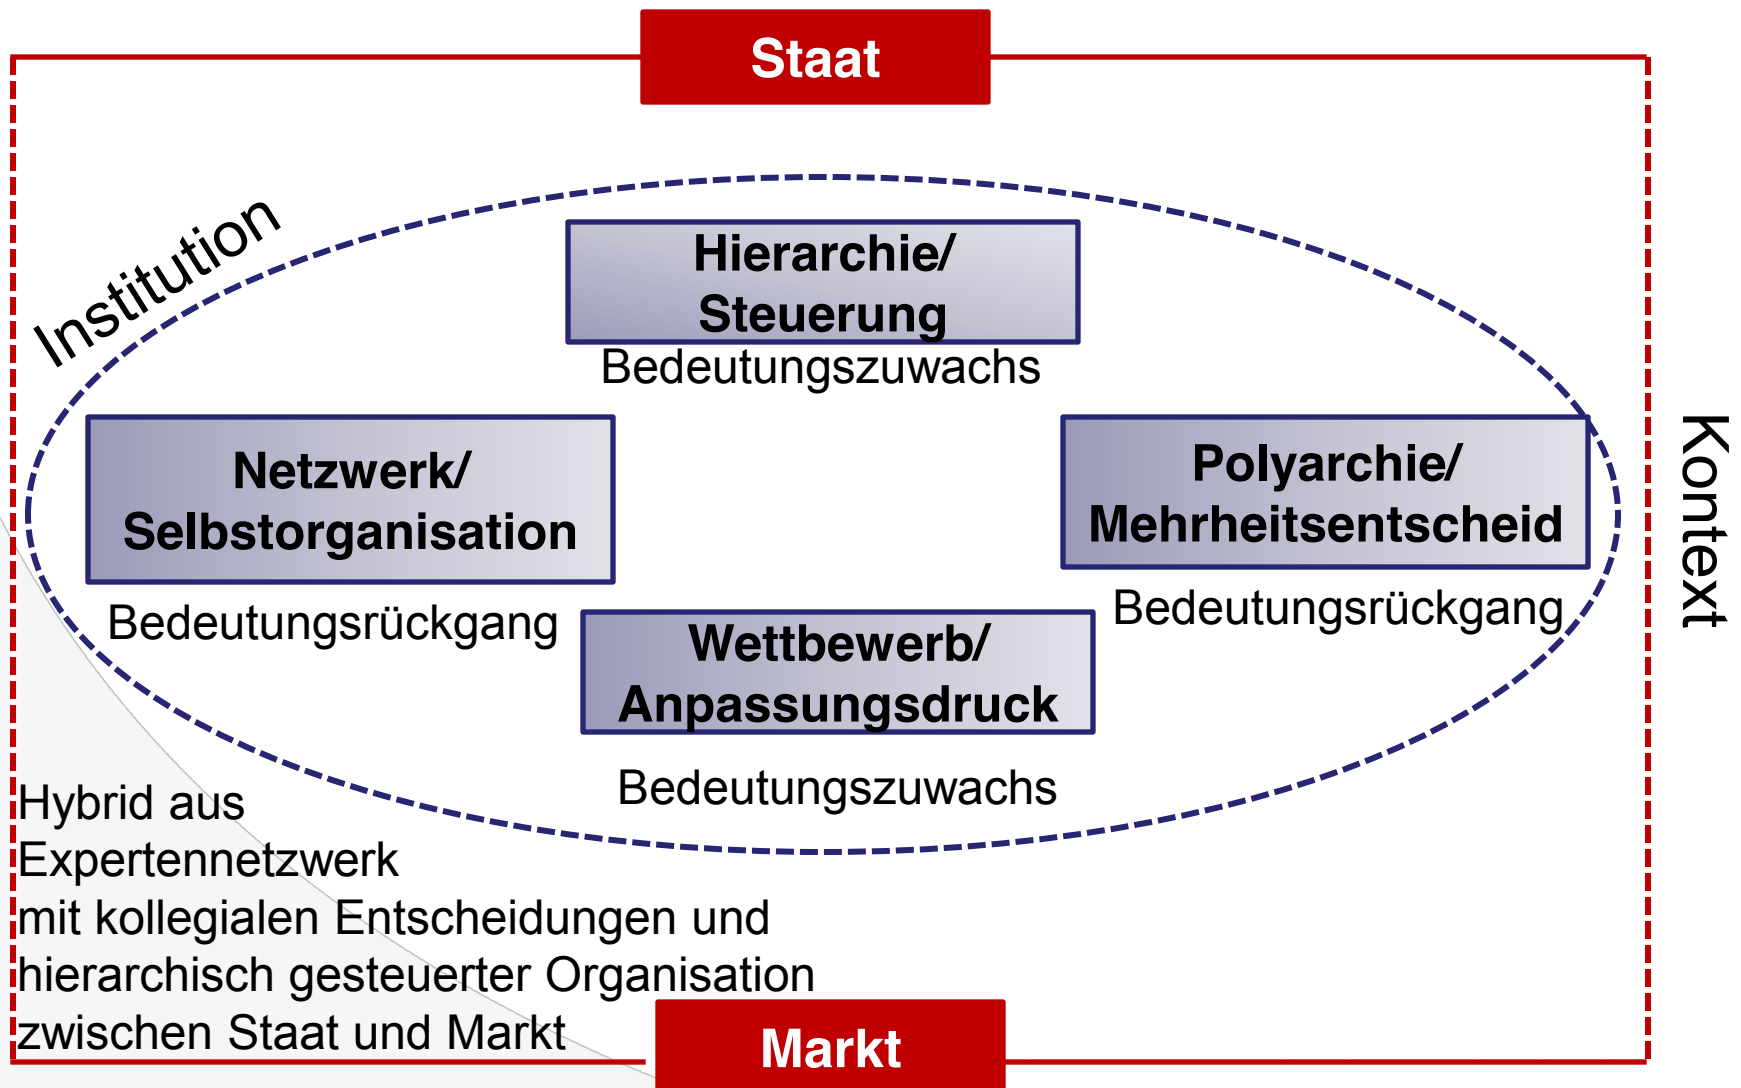 Staat
Institution
Hierarchie/
Steuerung
Bedeutungszuwachs
Netzwerk/
Selbstorganisation
Bedeutungsrückgang
Polyarchie/
Mehrheitsentscheid
Bedeutungsrückgang
Kontext
Wettbewerb/
Anpassungsdruck
Bedeutungszuwachs
Hybrid aus
Expertennetzwerk
mit kollegialen Entscheidungen und
hierarchisch gesteuerter Organisation
zwischen Staat und Markt
Markt